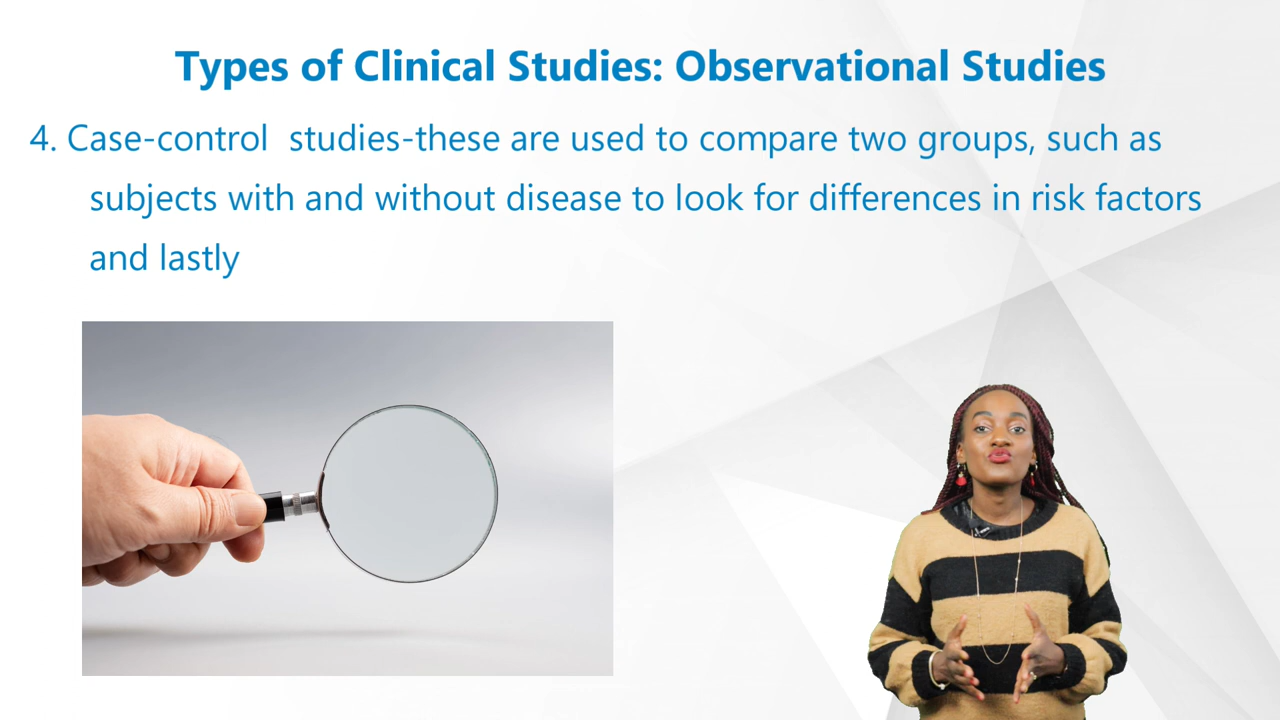 Types of Clinical Studies: Observational Studies
4. Case-control  studies-these are used to compare two groups, such as
subjects with and without disease to look for differences in risk factors
and lastly